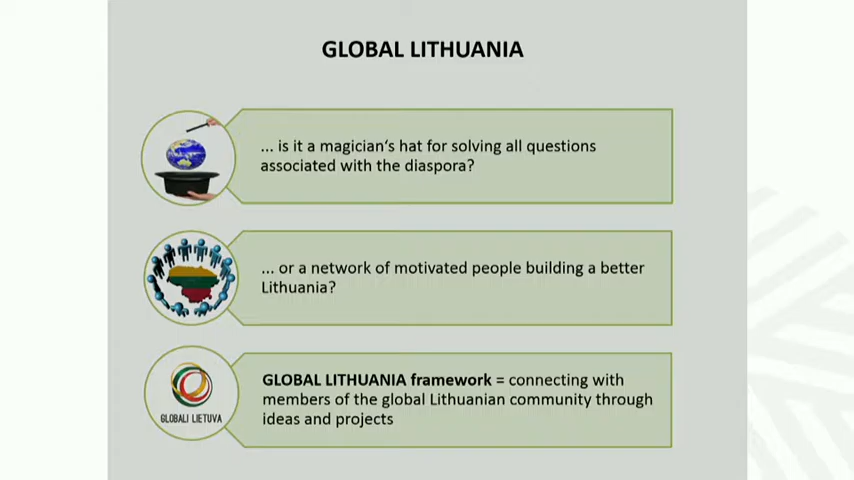 GLOBAL LITHUANIA
... is it a magician's hat for solving all questions
associated with the diaspora?
... or a network of motivated people building a better
Lithuania?
GLOBAL LITHUANIA framework = connecting with
members of the global Lithuanian community through
ideas and projects
GLOBALI LIETUVA